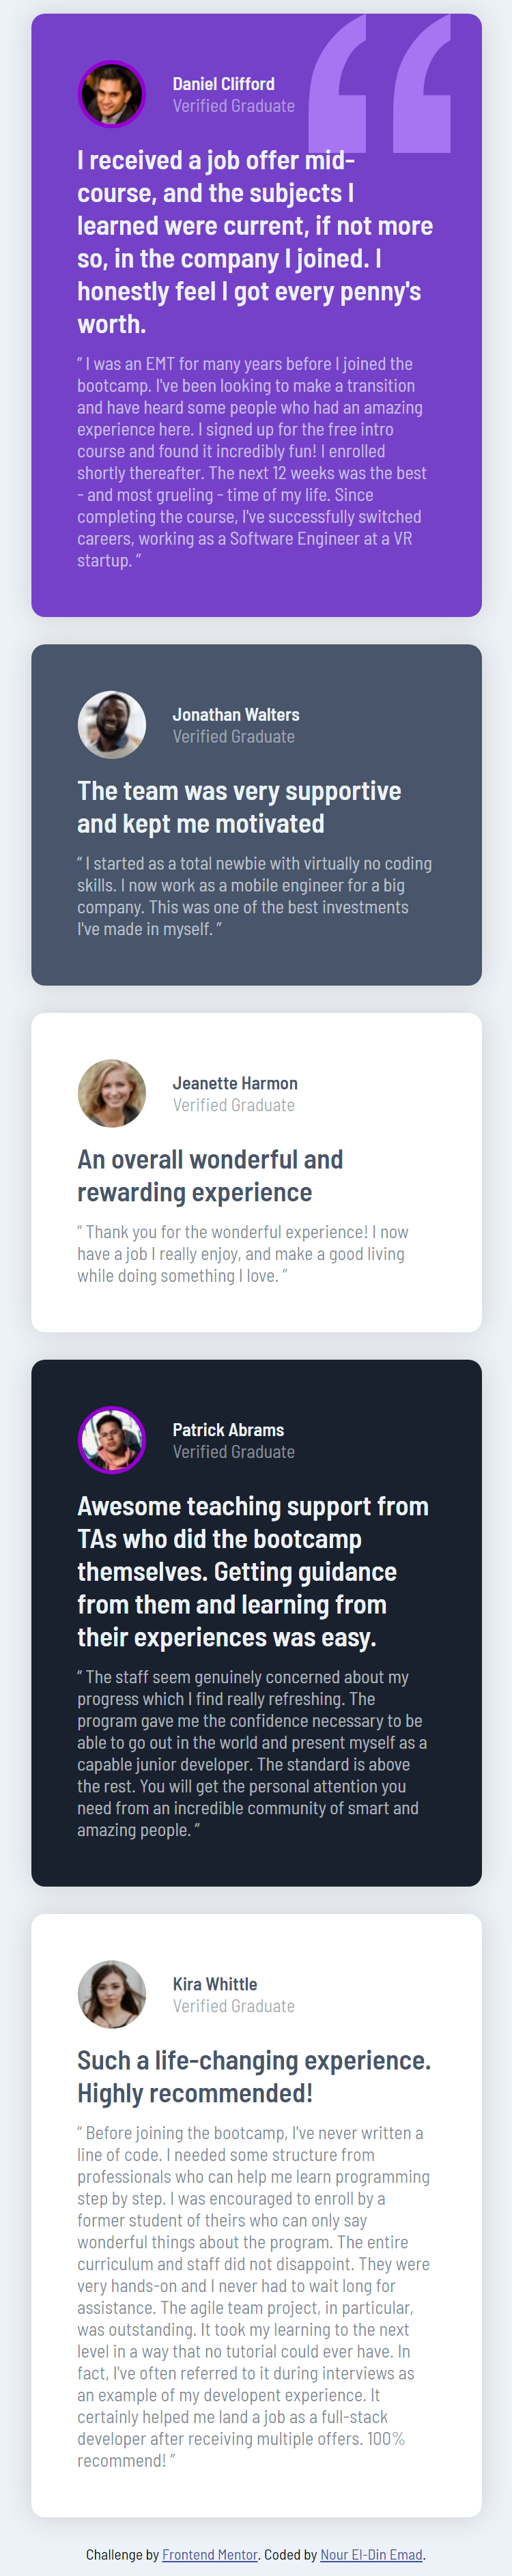 Daniel Clifford
Verified Graduate
I received a job offer mid-
course, and the subjects I
learned were current, if not more
so, in the company I joined. I
honestly feel I got every penny's
worth.
“ I was an EMT for many years before I joined the
bootcamp. I've been looking to make a transition
and have heard some people who had an amazing
experience here. I signed up for the free intro
course and found it incredibly fun! I enrolled
shortly thereafter. The next 12 weeks was the best
- and most grueling - time of my life. Since
completing the course, I've successfully switched
careers, working as a Software Engineer at a VR
startup. ”
Jonathan Walters
Verified Graduate
The team was very supportive
and kept me motivated
“ I started as a total newbie with virtually no coding
skills. I now work as a mobile engineer for a big
company. This was one of the best investments
I've made in myself. ”
Jeanette Harmon
Verified Graduate
An overall wonderful and
rewarding experience
“ Thank you for the wonderful experience! I now
have a job I really enjoy, and make a good living
while doing something I love. ”
Patrick Abrams
Verified Graduate
Awesome teaching support from
TAs who did the bootcamp
themselves. Getting guidance
from them and learning from
their experiences was easy.
“ The staff seem genuinely concerned about my
progress which I find really refreshing. The
program gave me the confidence necessary to be
able to go out in the world and present myself as a
capable junior developer. The standard is above
the rest. You will get the personal attention you
need from an incredible community of smart and
amazing people. ”
Kira Whittle
Verified Graduate
Such a life-changing experience.
Highly recommended!
“ Before joining the bootcamp, I've never written a
line of code. I needed some structure from
professionals who can help me learn programming
step by step. I was encouraged to enroll by a
former student of theirs who can only say
wonderful things about the program. The entire
curriculum and staff did not disappoint. They were
very hands-on and I never had to wait long for
assistance. The agile team project, in particular,
was outstanding. It took my learning to the next
level in a way that no tutorial could ever have. In
fact, I've often referred to it during interviews as
an example of my developent experience. It
certainly helped me land a job as a full-stack
developer after receiving multiple offers. 100%
recommend! ”
Challenge by Frontend Mentor. Coded by Nour El-Din Emad.